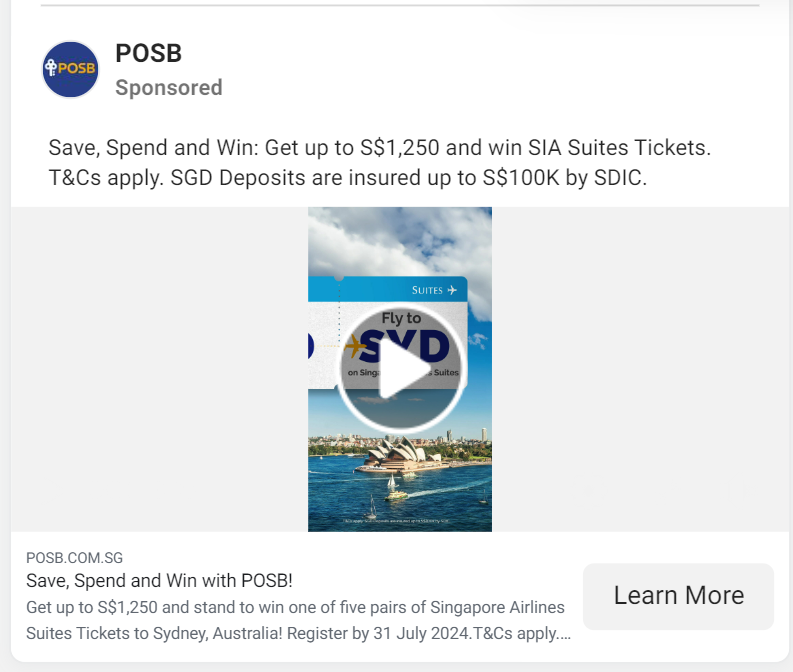 POSB
POSB
Sponsored
Save, Spend and Win: Get up to S$1,250 and win SIA Suites Tickets.
T&Cs apply. SGD Deposits are insured up to S$100K by SDIC.
SUITES
Fly to
SYD
on Suites
POSB.COM.SG
Save, Spend and Win with POSB!
Get up to S$1,250 and stand to win one of five pairs of Singapore Airlines
Suites Tickets to Sydney, Australia! Register by 31 July 2024.T&Cs apply....
Learn More